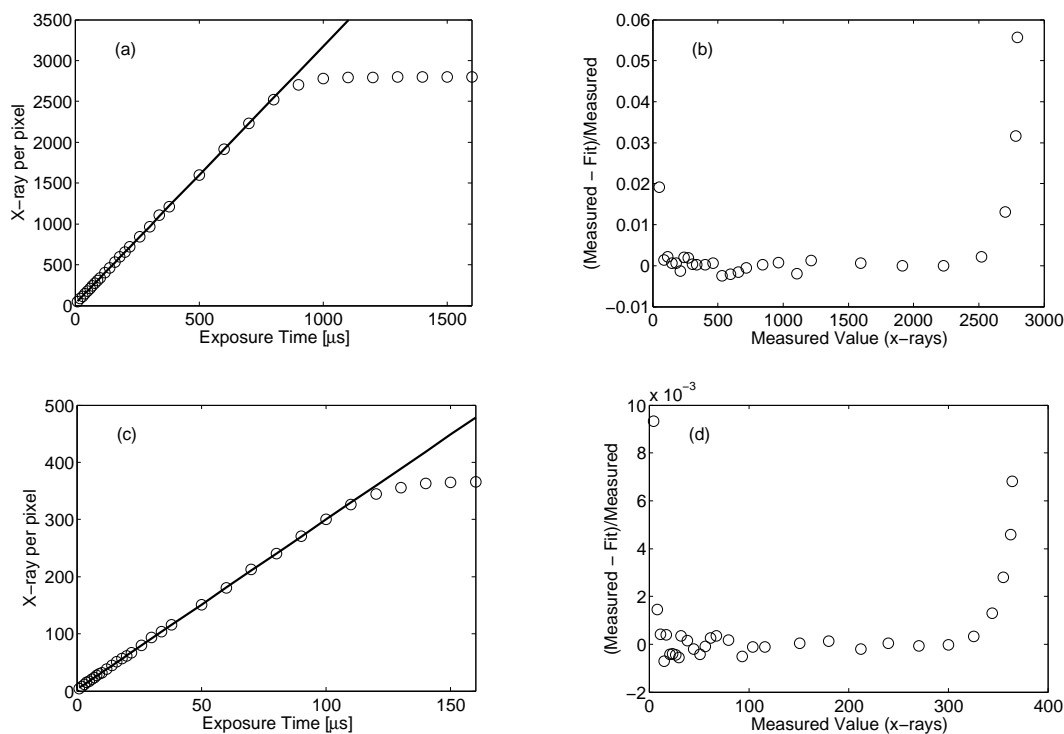 (a)
X−ray per pixel
3500
3000
2500
2000
1500
1000
500
0
0 500 1000 1500
Exposure Time [µs]
(b)
(Measured − Fit)/Measured
0.06
0.05
0.04
0.03
0.02
0.01
0
−0.01
0 500 1000 1500 2000 2500 3000
Measured Value (x−rays)
(c)
X−ray per pixel
500
400
300
200
100
0
0 50 100 150
Exposure Time [µs]
x 10−3
(d)
(Measured − Fit)/Measured
10
8
6
4
2
0
−2
0 100 200 300 400
Measured Value (x−rays)